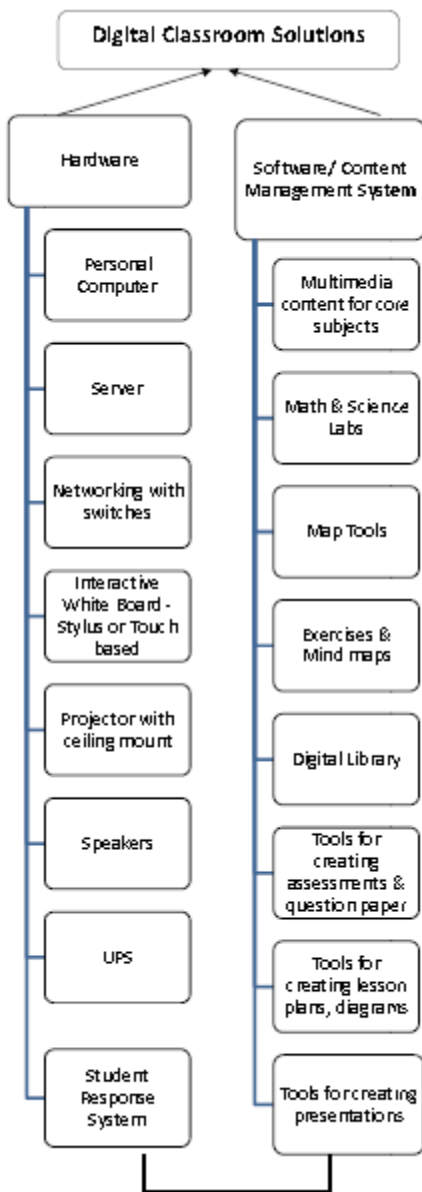 Digital Classroom Solutions
Hardware
Personal
Computer
Server
Networking with
switches
Interactive
White Board -
Stylus or Touch
based
Projector with
ceiling mount
Speakers
UPS
Student
Response
System
Software/ Content
Management System
Multimedia
content for core
subjects
Math & Science
Labs
Map Tools
Exercises &
Mind maps
Digital Library
Tools for
creating
assessments &
question paper
Tools for
creating lesson
plans, diagrams
Tools for creating
presentations